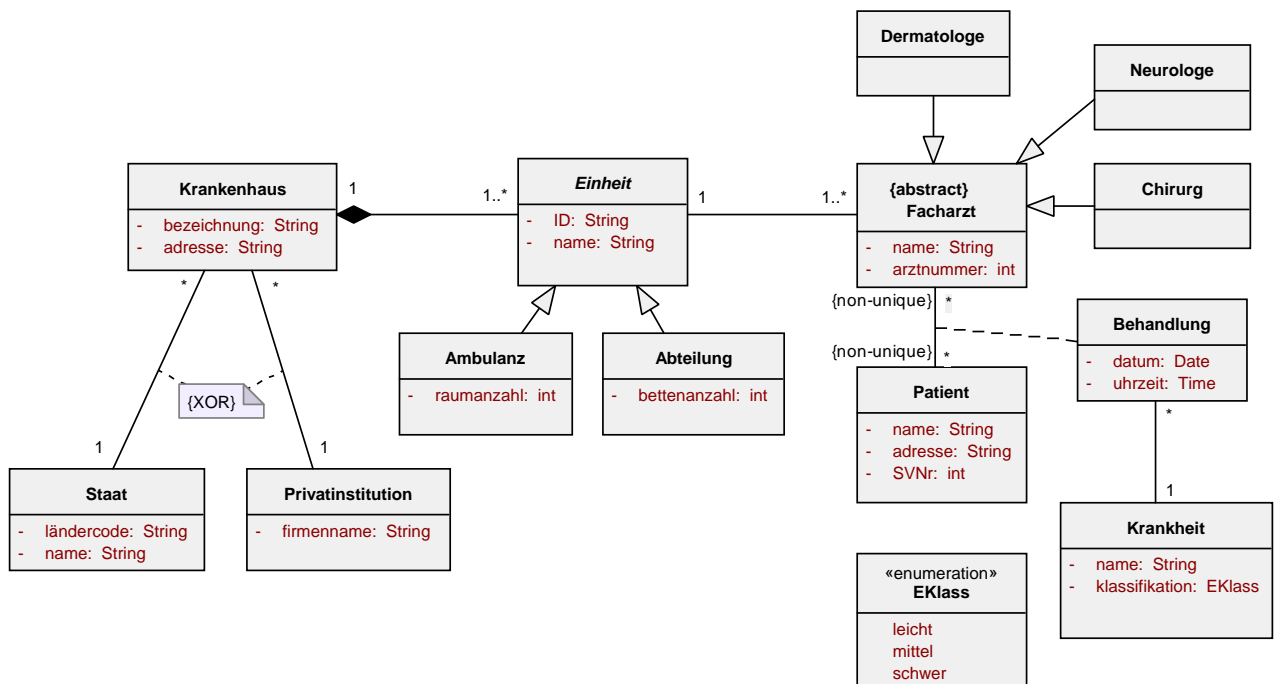 Dermatologe
Neurologe
Krankenhaus
- bezeichnung: String
- adresse: String
1
1..*
Einheit
- ID: String
- name: String
1
1..*
{abstract}
Facharzt
- name: String
- arztnummer: int
Chirurg
*
*
{non-unique}
*
{non-unique}
*
Behandlung
- datum: Date
- uhrzeit: Time
*
Ambulanz
- raumanzahl: int
Abteilung
- bettenanzahl: int
{XOR}
1
1
Patient
- name: String
- adresse: String
- SVNr: int
Staat
- ländercode: String
- name: String
Privatinstitution
- firmenname: String
1
Krankheit
- name: String
- klassifikation: EKlass
«enumeration»
EKlass
leicht
mittel
schwer